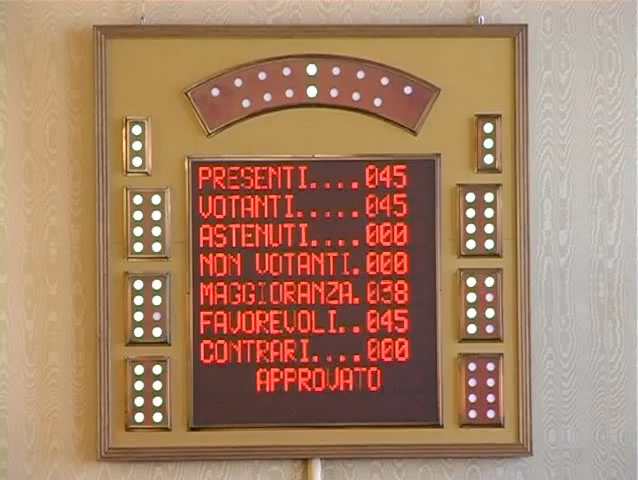 PRESENTI....045
VOTANTI.....045
ASTENUTI....000
NON VOTANTI.000
MAGGIORANZA.038
FAVOREVOLI..045
CONTRARI....000
APPROVATO